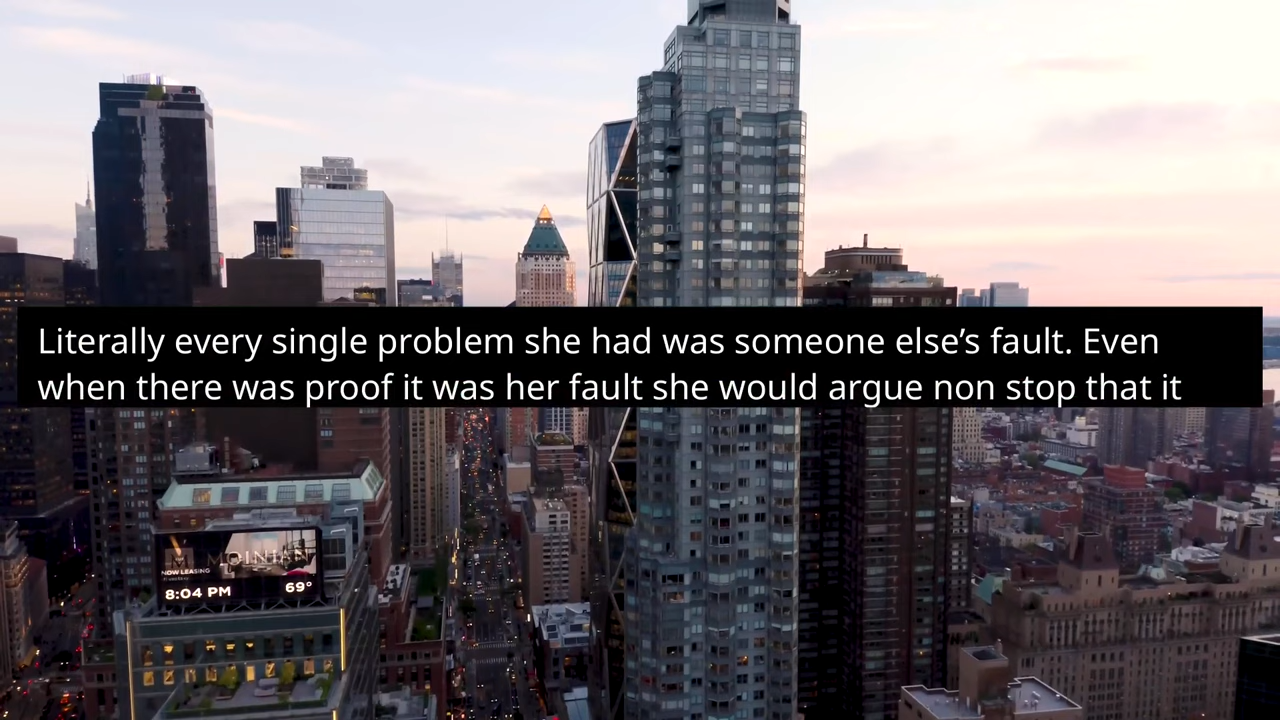 Literally every single problem she had was someone else’s fault. Even
when there was proof it was her fault she would argue non stop that it
MOINIAN
NOW LEASING
8:04 PM 69°